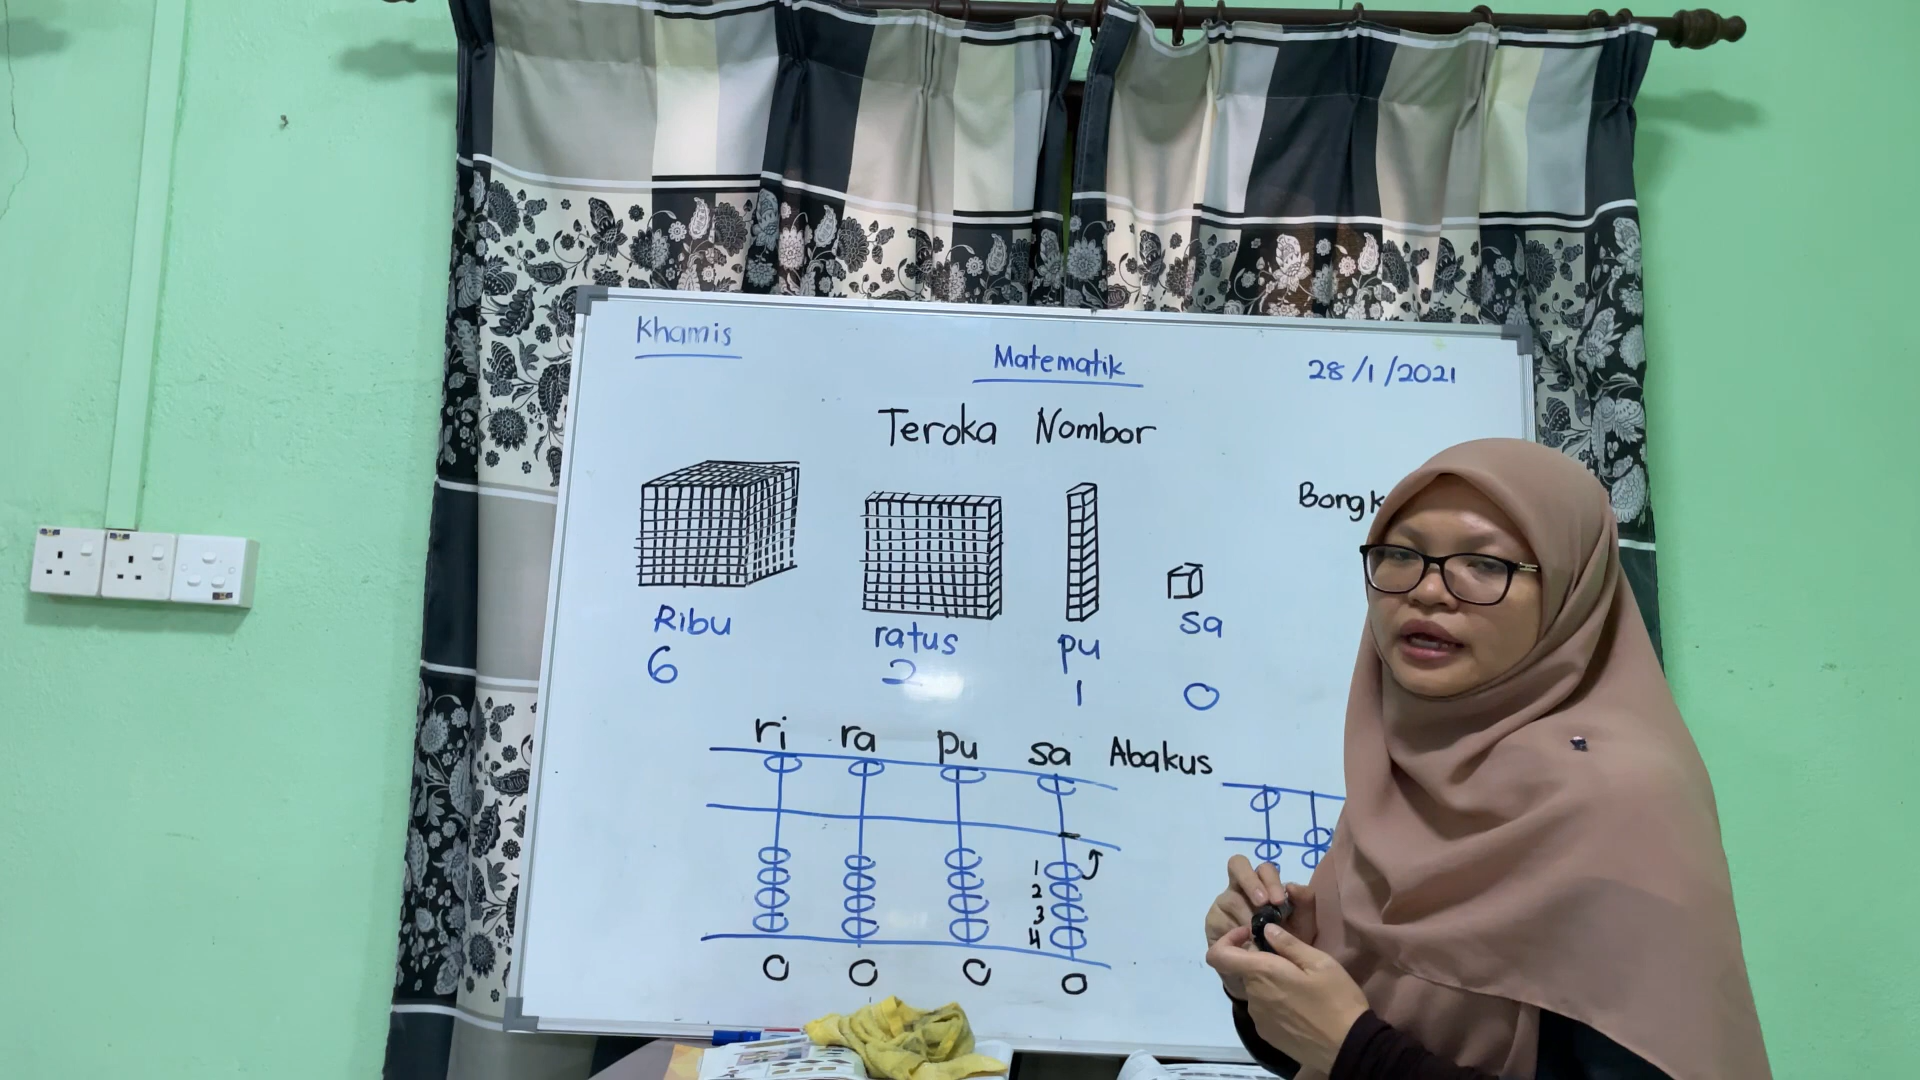 Khamis
Matematik
28/1/2021
Teroka Nombor
Ribu ratus pu sa
6 2 1 0
ri ra pu sa Abakus
1
2
3
4
0 0 0 0